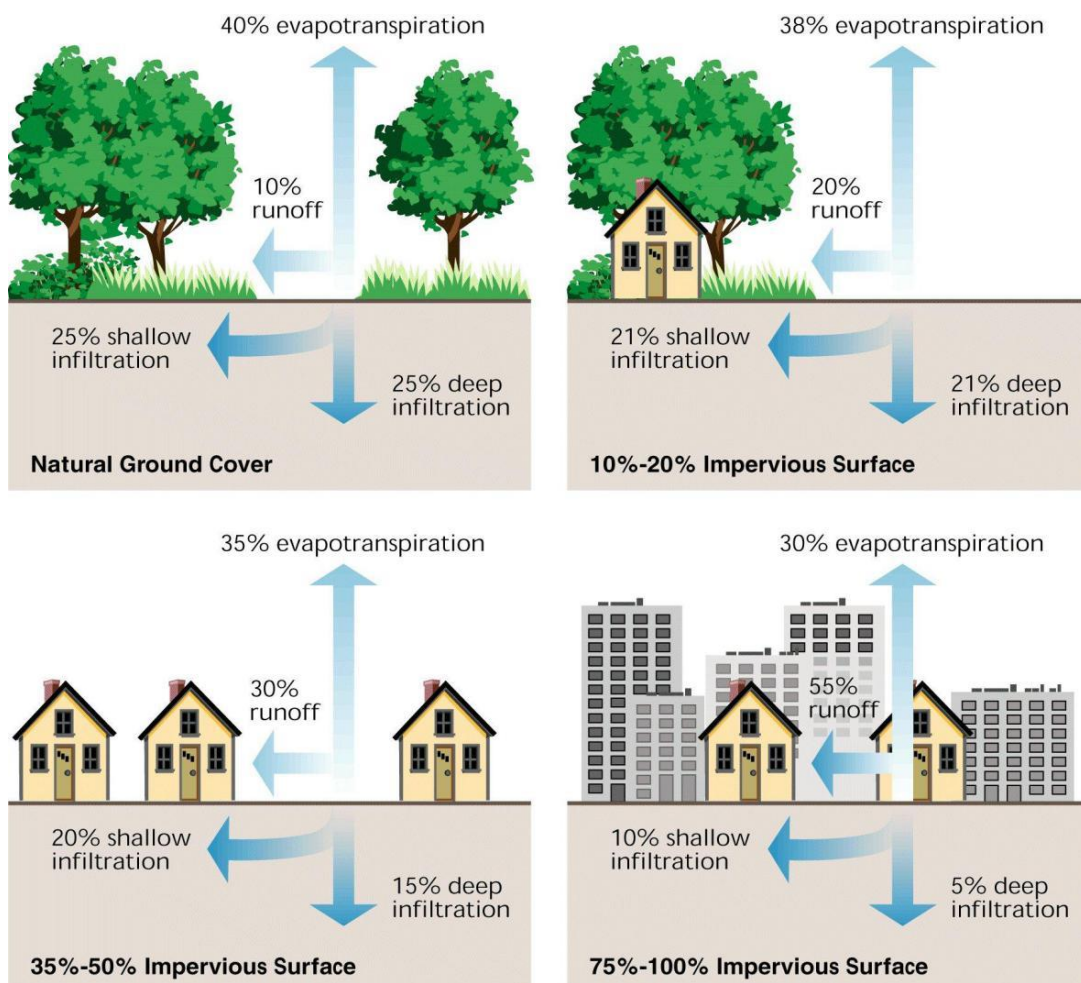 40% evapotranspiration
10%
runoff
25% shallow
infiltration
25% deep
infiltration
Natural Ground Cover
38% evapotranspiration
20%
runoff
21% shallow
infiltration
21% deep
infiltration
10%-20% Impervious Surface
35% evapotranspiration
30%
runoff
20% shallow
infiltration
15% deep
infiltration
35%-50% Impervious Surface
30% evapotranspiration
55%
runoff
10% shallow
infiltration
5% deep
infiltration
75%-100% Impervious Surface